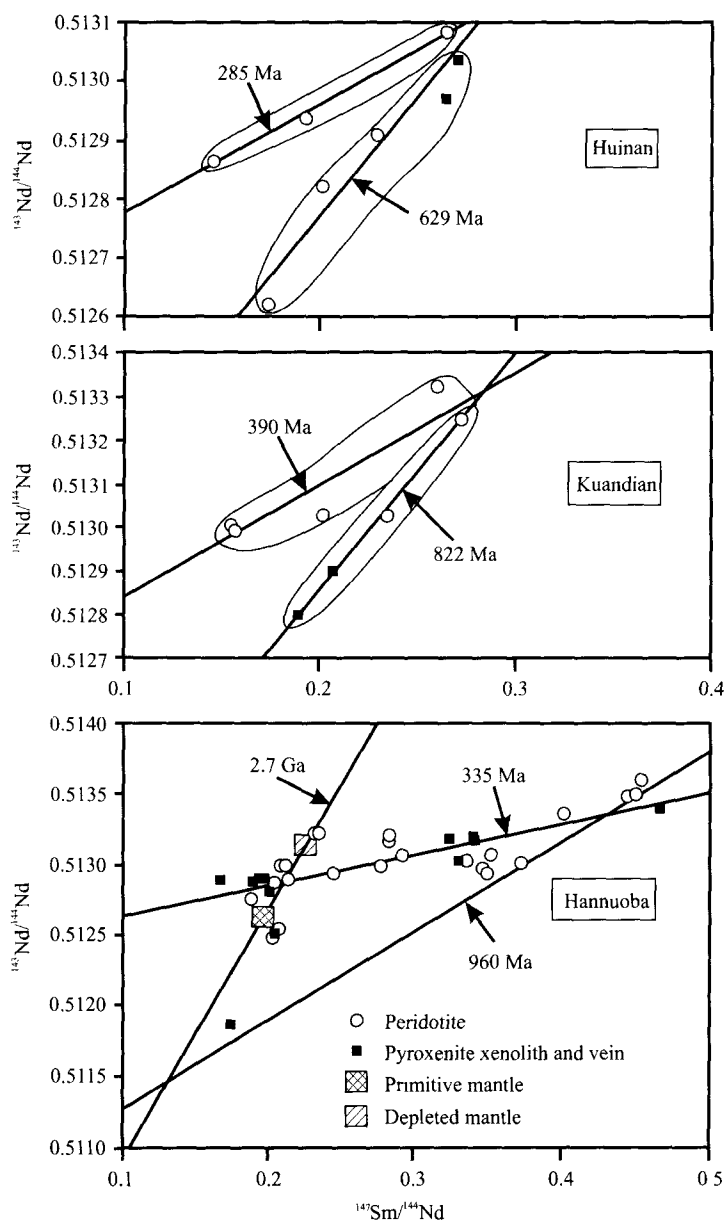 0.5131
0.5130
0.5129
0.5128
0.5127
0.5126
¹⁴³Nd/¹⁴⁴Nd
285 Ma
629 Ma
Huinan
0.5134
0.5133
0.5132
0.5131
0.5130
0.5129
0.5128
0.5127
¹⁴³Nd/¹⁴⁴Nd
390 Ma
822 Ma
Kuandian
0.1 0.2 0.3 0.4
0.5140
0.5135
0.5130
0.5125
0.5120
0.5115
0.5110
¹⁴³Nd/¹⁴⁴Nd
2.7 Ga
335 Ma
960 Ma
Hannuoba
Peridotite
Pyroxenite xenolith and vein
Primitive mantle
Depleted mantle
0.1 0.2 0.3 0.4 0 5
¹⁴⁷Sm/¹⁴⁴Nd